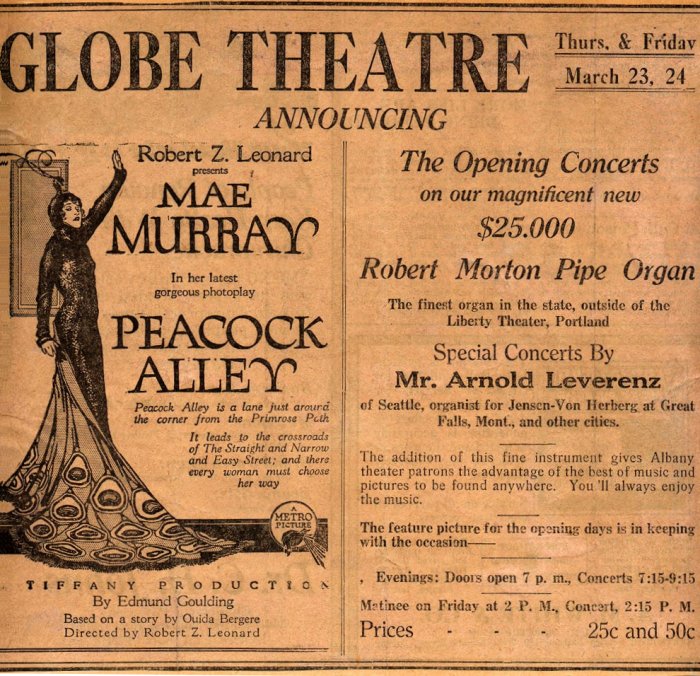 GLOBE THEATRE
Thurs, & Friday
March 23, 24
ANNOUNCING
Robert Z. Leonard
presents
MAE
MURRAY
In her latest
gorgeous photoplay
PEACOCK
ALLEY
Peacock Alley is a lane just around
the corner from the Primrose Path
It leads to the crossroads
of The Straight and Narrow
and Easy Street; and there
every woman must choose
her way
A
METRO
PICTURE
TIFFANY PRODUCTION
By Edmund Goulding
Based on a story by Ouida Bergere
Directed by Robert Z. Leonard
The Opening Concerts
on our magnificent new
$25.000
Robert Morton Pipe Organ
The finest organ in the state, outside of the
Liberty Theater, Portland
Special Concerts By
Mr. Arnold Leverenz
of Seattle, organist for Jensen-Von Herberg at Great
Falls, Mont., and other cities.
The addition of this fine instrument gives Albany
theater patrons the advantage of the best of music and
pictures to be found anywhere. You'll always enjoy
the music.
The feature picture for the opening days is in keeping
with the occasion——
, Evenings: Doors open 7 p. m., Concerts 7:15-9:15
Matinee on Friday at 2 P. M., Concert, 2:15 P. M.
Prices - - - 25c and 50c